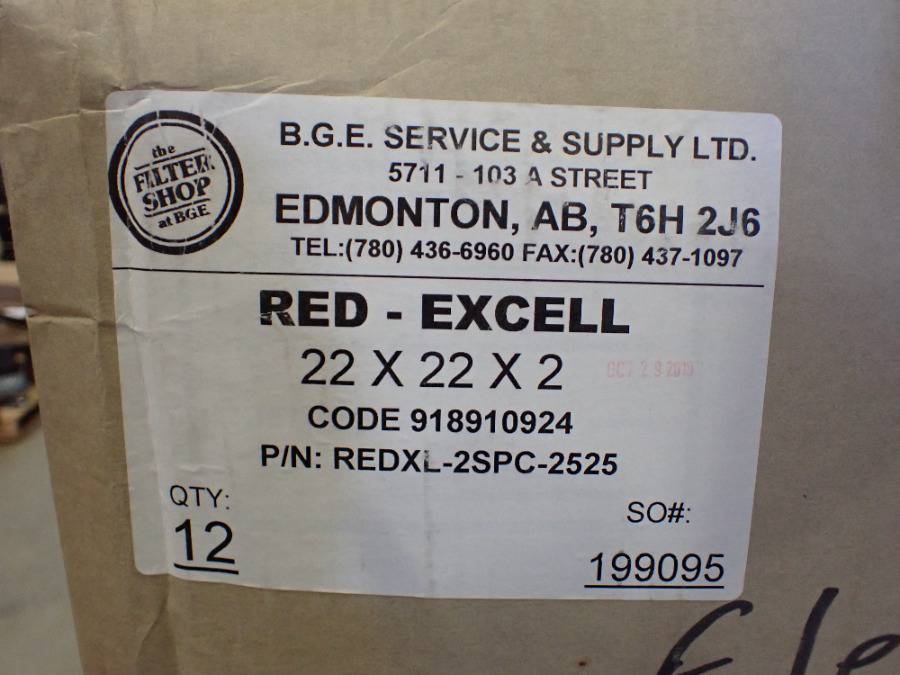 the
FILTER
SHOP
at BGE
B.G.E. SERVICE & SUPPLY LTD.
5711 - 103 A STREET
EDMONTON, AB, T6H 2J6
TEL:(780) 436-6960 FAX:(780) 437-1097
RED - EXCELL
22 X 22 X 2
CODE 918910924
P/N: REDXL-2SPC-2525
QTY:
12
SO#:
199095